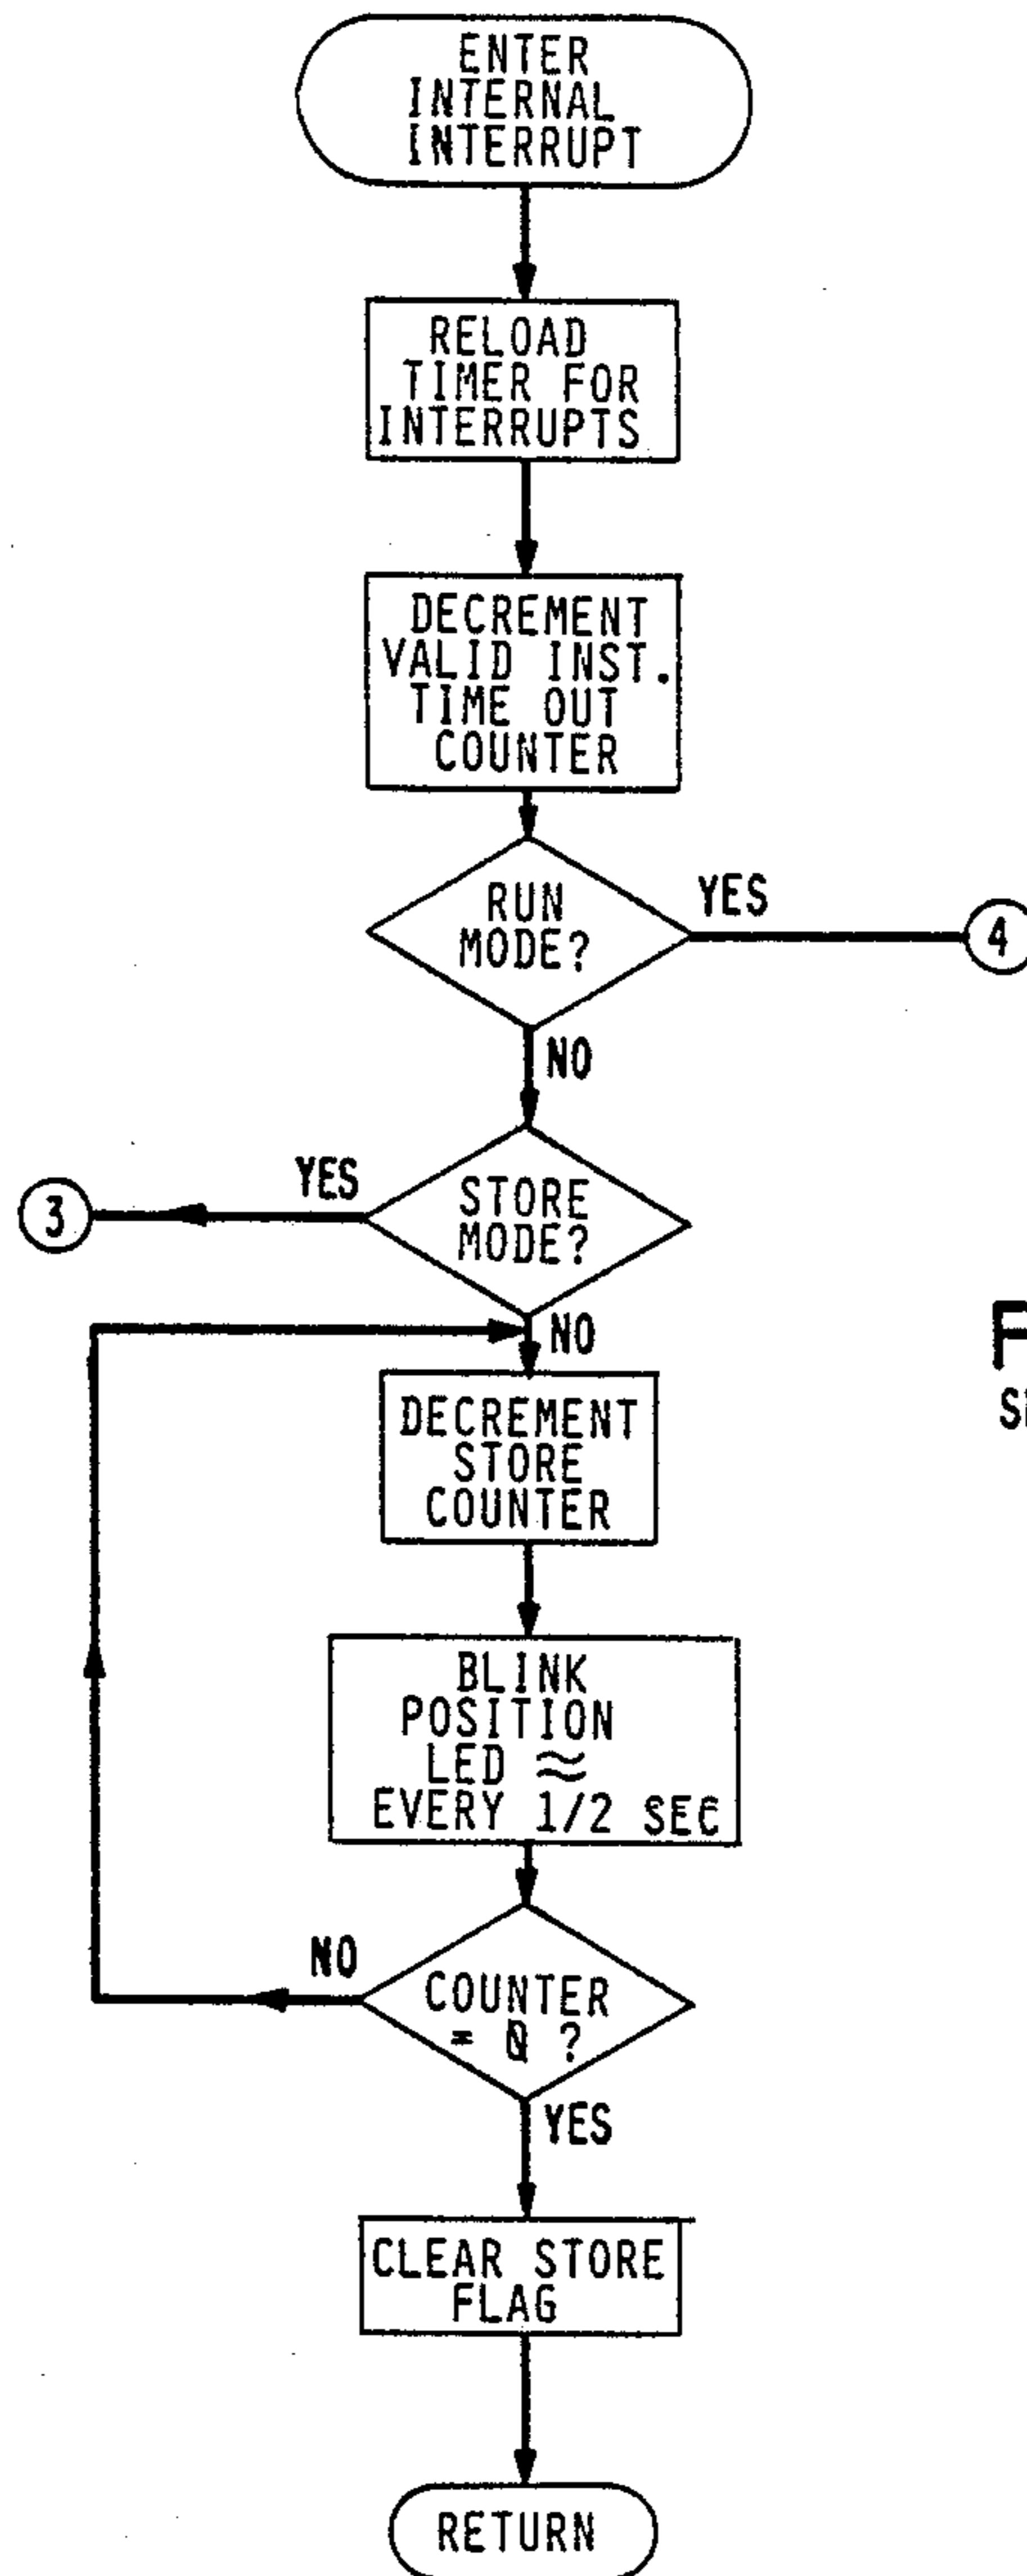 ENTER
INTERNAL
INTERRUPT
RELOAD
TIMER FOR
INTERRUPTS
DECREMENT
VALID INST.
TIME OUT
COUNTER
RUN
MODE?
YES
4
NO
STORE
MODE?
YES
3
NO
DECREMENT
STORE
COUNTER
BLINK
POSITION
LED ≈
EVERY 1/2 SEC
COUNTER
= 0 ?
NO
YES
CLEAR STORE
FLAG
RETURN